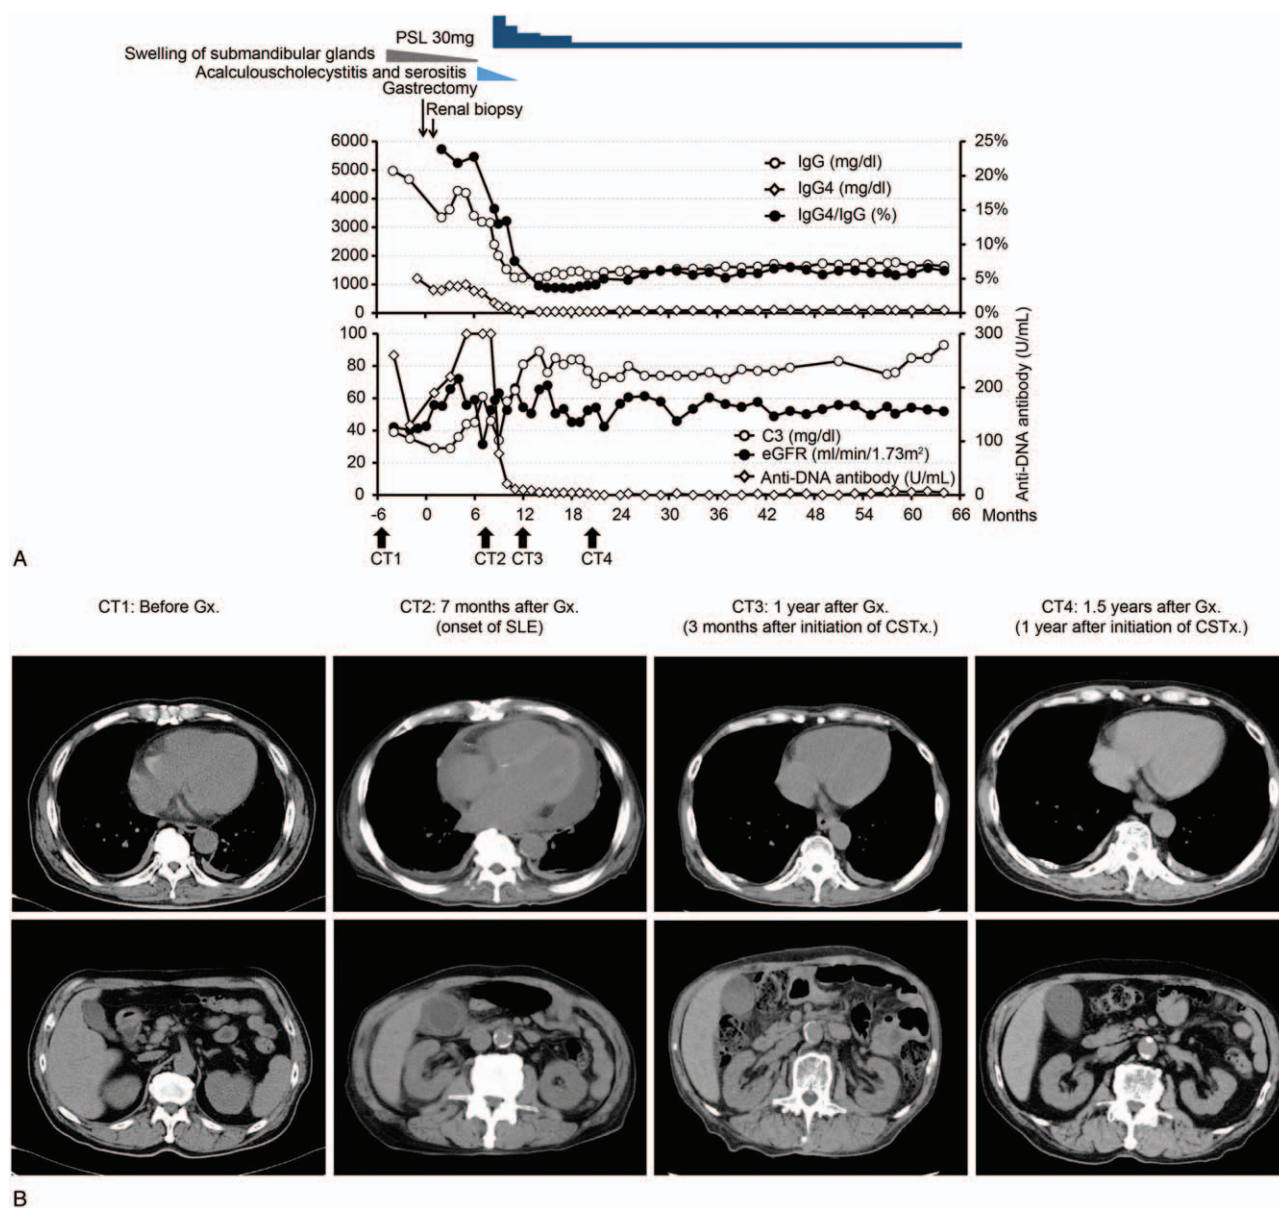 PSL 30mg
Swelling of submandibular glands
Acalculouscholecystitis and serositis
Gastrectomy
Renal biopsy
6000
5000
4000
3000
2000
1000
0
25%
20%
15%
10%
5%
0%
IgG (mg/dl)
IgG4 (mg/dl)
IgG4/IgG (%)
100
80
60
40
20
0
300
200
100
0
Anti-DNA antibody (U/mL)
C3 (mg/dl)
eGFR (ml/min/1.73m²)
Anti-DNA antibody (U/mL)
-6 0 6 12 18 24 30 36 42 48 54 60 66 Months
CT1 CT2 CT3 CT4
A
CT1: Before Gx.
CT2: 7 months after Gx.
(onset of SLE)
CT3: 1 year after Gx.
(3 months after initiation of CSTx.)
CT4: 1.5 years after Gx.
(1 year after initiation of CSTx.)
B